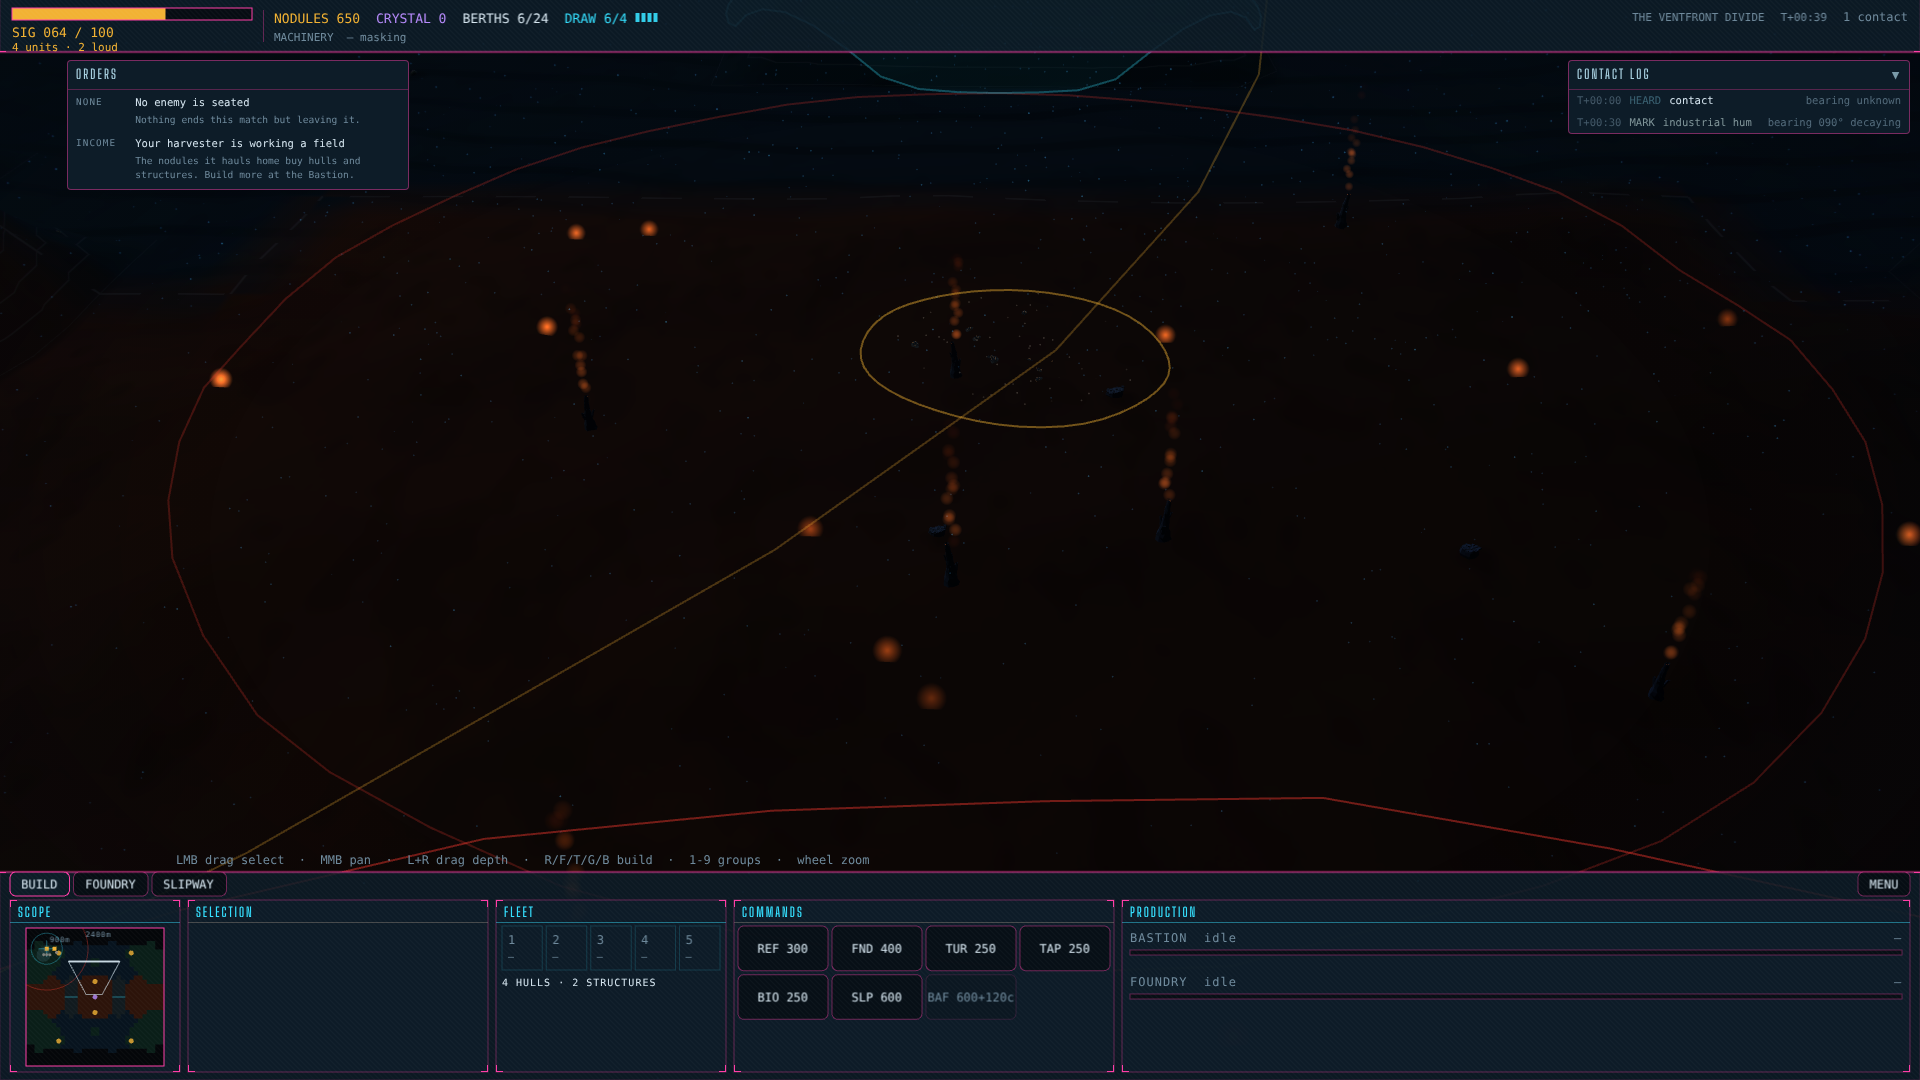 SIG 064 / 100
4 units · 2 loud
NODULES 650 CRYSTAL 0 BERTHS 6/24 DRAW 6/4
MACHINERY — masking
THE VENTFRONT DIVIDE T+00:39 1 contact
ORDERS
NONE No enemy is seated
Nothing ends this match but leaving it.
INCOME Your harvester is working a field
The nodules it hauls home buy hulls and
structures. Build more at the Bastion.
CONTACT LOG ▼
T+00:00 HEARD contact bearing unknown
T+00:30 MARK industrial hum bearing 090° decaying
LMB drag select · MMB pan · L+R drag depth · R/F/T/G/B build · 1-9 groups · wheel zoom
BUILD FOUNDRY SLIPWAY
MENU
SCOPE
900m 2400m
SELECTION
FLEET
1 2 3 4 5
— — — — —
4 HULLS · 2 STRUCTURES
COMMANDS
REF 300 FND 400 TUR 250 TAP 250
BIO 250 SLP 600 BAF 600+120c
PRODUCTION
BASTION idle —
FOUNDRY idle —